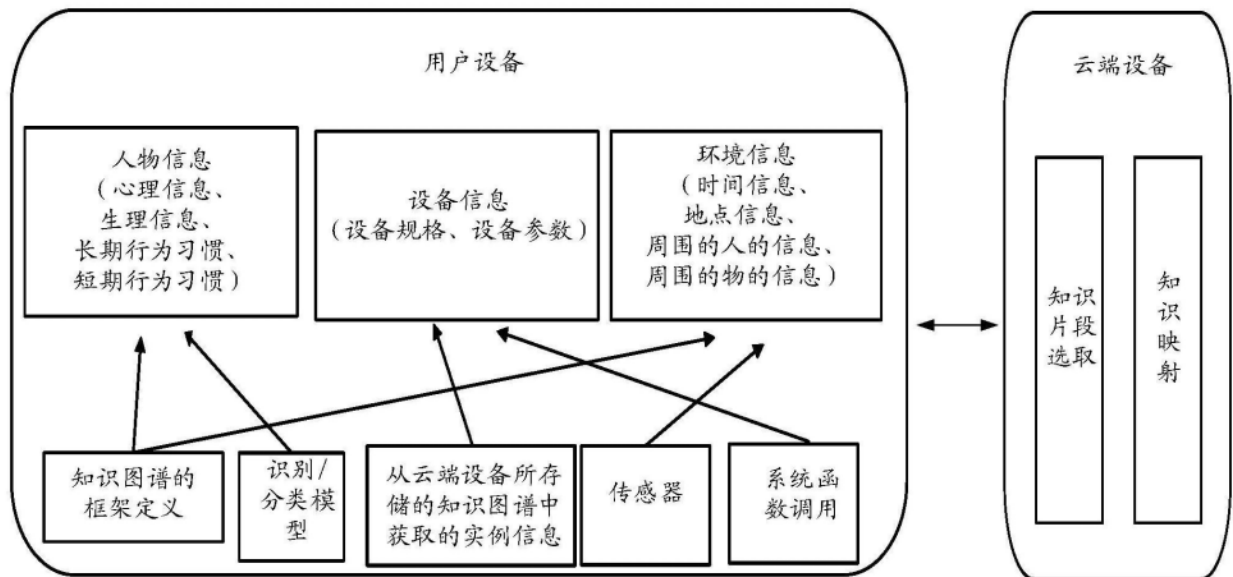 用户设备
人物信息
(心理信息、
生理信息、
长期行为习惯、
短期行为习惯)
设备信息
(设备规格、设备参数)
环境信息
(时间信息、
地点信息、
周围的人的信息、
周围的物的信息)
知识图谱的
框架定义
识别/
分类模
型
从云端设备所存
储的知识图谱中
获取的实例信息
传感器
系统函
数调用
云端设备
知识
片段
选取
知
识
映
射